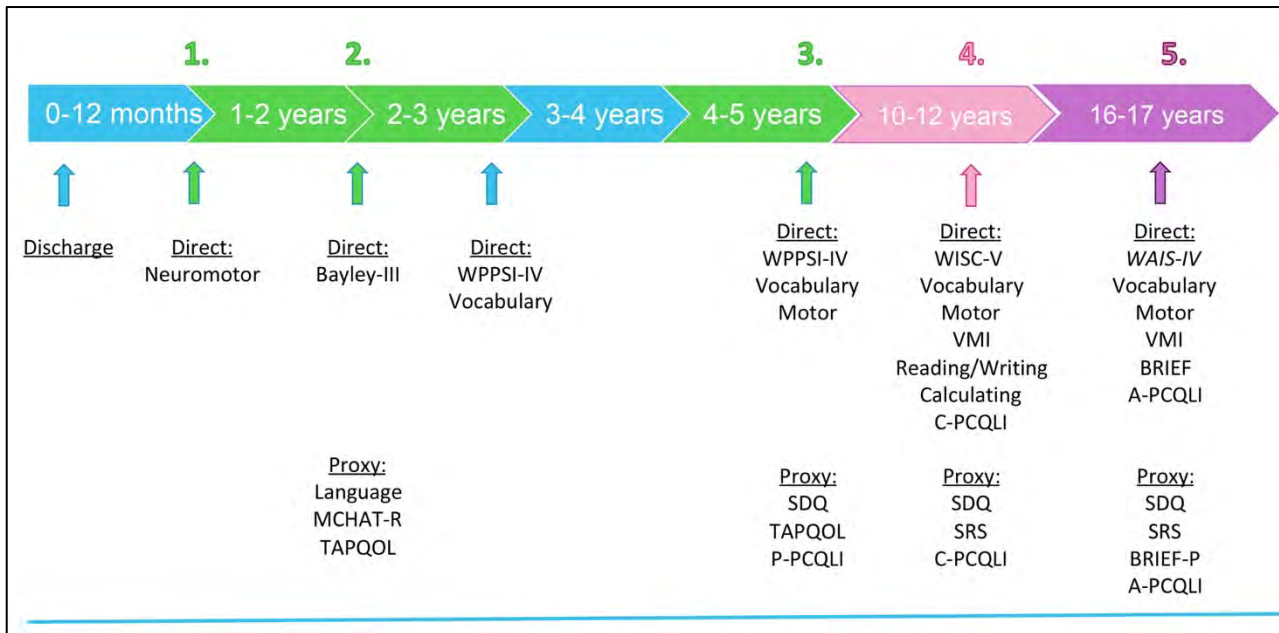 1.
2.
3.
4.
5.
0-12 months
1-2 years
2-3 years
3-4 years
4-5 years
10-12 years
16-17 years
Discharge
Direct:
Neuromotor
Direct:
Bayley-III
Direct:
WPPSI-IV
Vocabulary
Direct:
WPPSI-IV
Vocabulary
Motor
Direct:
WISC-V
Vocabulary
Motor
VMI
Reading/Writing
Calculating
C-PCQLI
Direct:
WAIS-IV
Vocabulary
Motor
VMI
BRIEF
A-PCQLI
Proxy:
Language
MCHAT-R
TAPQOL
Proxy:
SDQ
TAPQOL
P-PCQLI
Proxy:
SDQ
SRS
C-PCQLI
Proxy:
SDQ
SRS
BRIEF-P
A-PCQLI